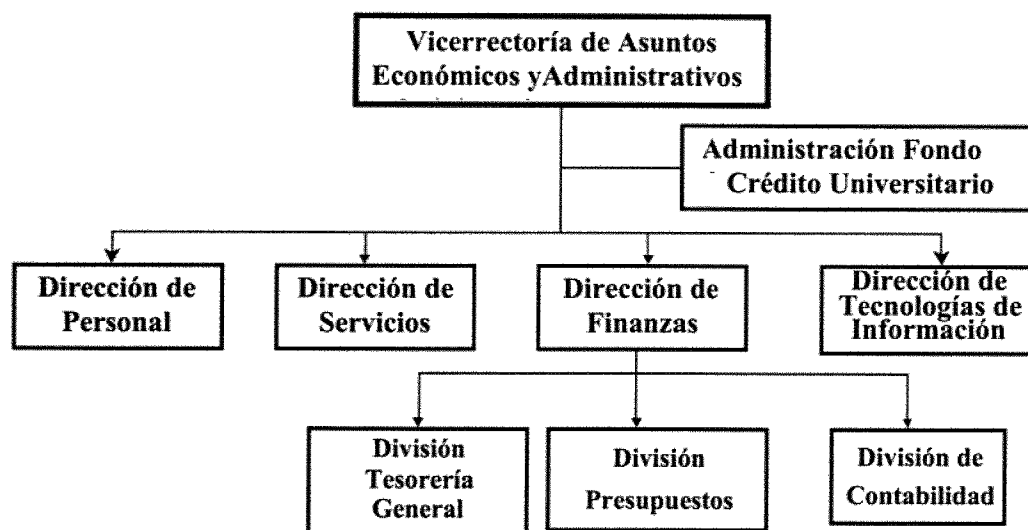 Vicerrectoría de Asuntos
Económicos yAdministrativos
Administración Fondo
Crédito Universitario
Dirección de
Personal
Dirección de
Servicios
Dirección de
Finanzas
Dirección de
Tecnologías de
Información
División
Tesorería
General
División
Presupuestos
División de
Contabilidad